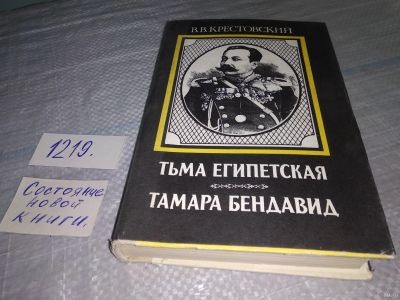 В.В.КРЕСТОВСКИЙ
ТЬМА ЕГИПЕТСКАЯ
ТАМАРА БЕНДАВИД
1219.
Состояние
новой
книги.